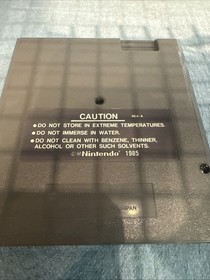 CAUTION
●DO NOT STORE IN EXTREME TEMPERATURES.
●DO NOT IMMERSE IN WATER.
●DO NOT CLEAN WITH BENZENE, THINNER,
ALCOHOL OR OTHER SUCH SOLVENTS.
©Nintendo® 1985
JAPAN